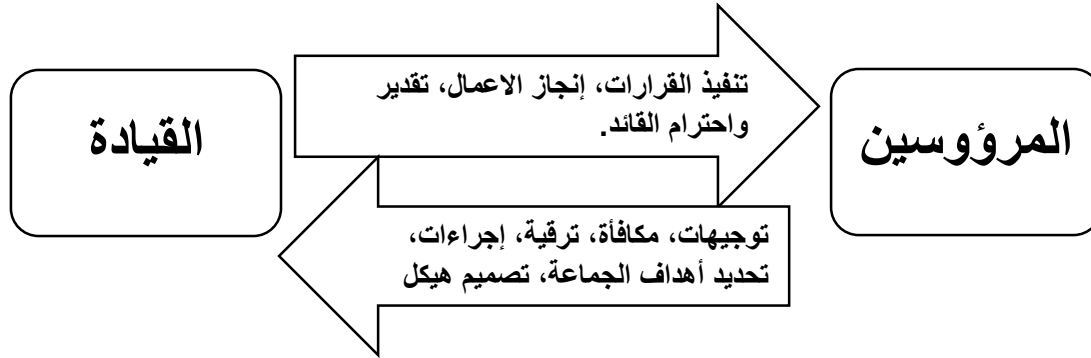 المرؤوسين
تنفيذ القرارات، إنجاز الاعمال، تقدير
واحترام القائد.
القيادة
توجيهات، مكافأة، ترقية، إجراءات،
تحديد أهداف الجماعة، تصميم هيكل